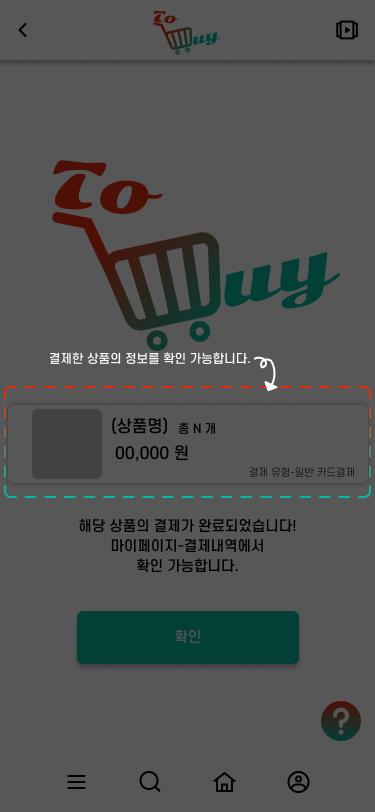 To
Buy
To
Buy
결제한 상품의 정보를 확인 가능합니다.
(상품명) 총 N 개
00,000 원
결제 유형-일반 카드결제
해당 상품의 결제가 완료되었습니다!
마이페이지-결제내역에서
확인 가능합니다.
확인
?